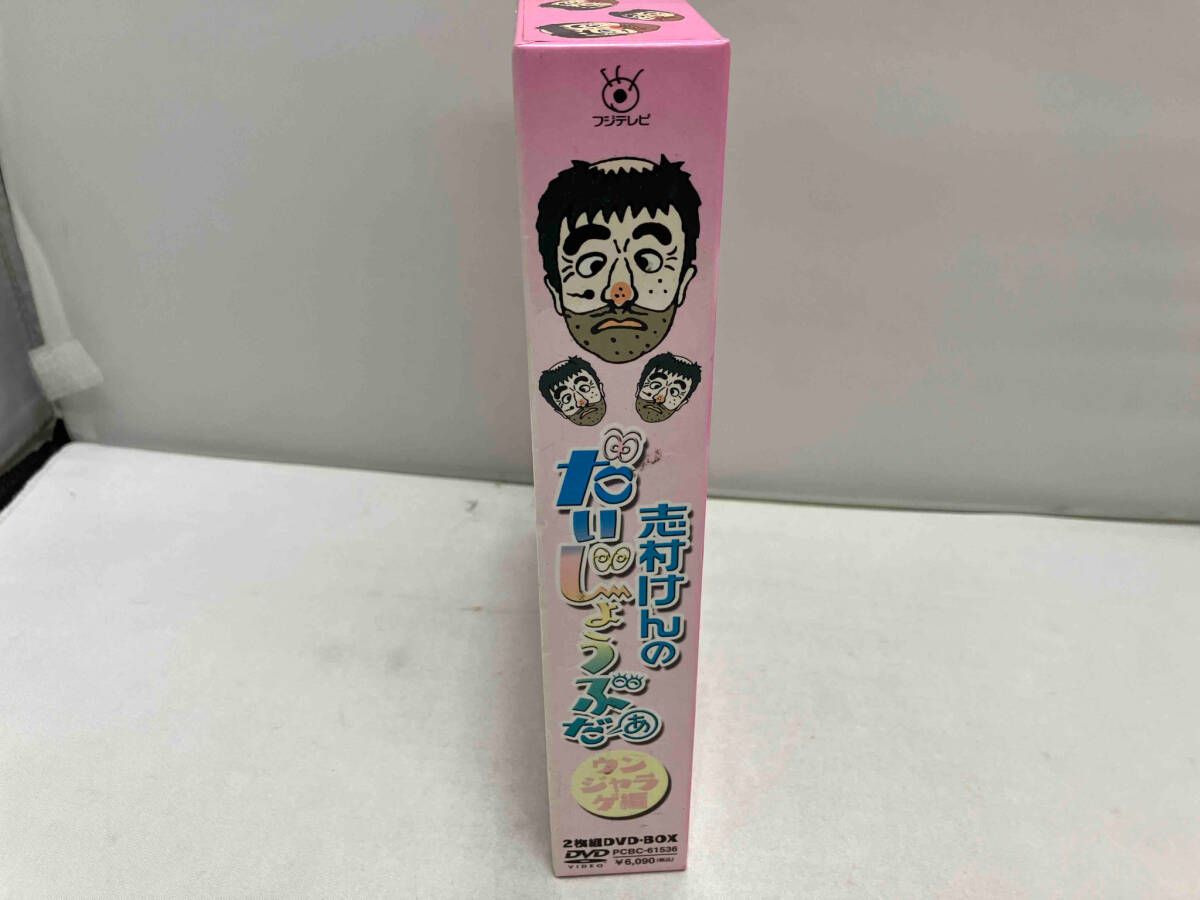 フジテレビ
志村けんの
だいじょうぶだぁ
ウン
ジャラ
ゲ編
2枚組DVD-BOX
DVD PCBC-61536
VIDEO ¥6,090(税込)